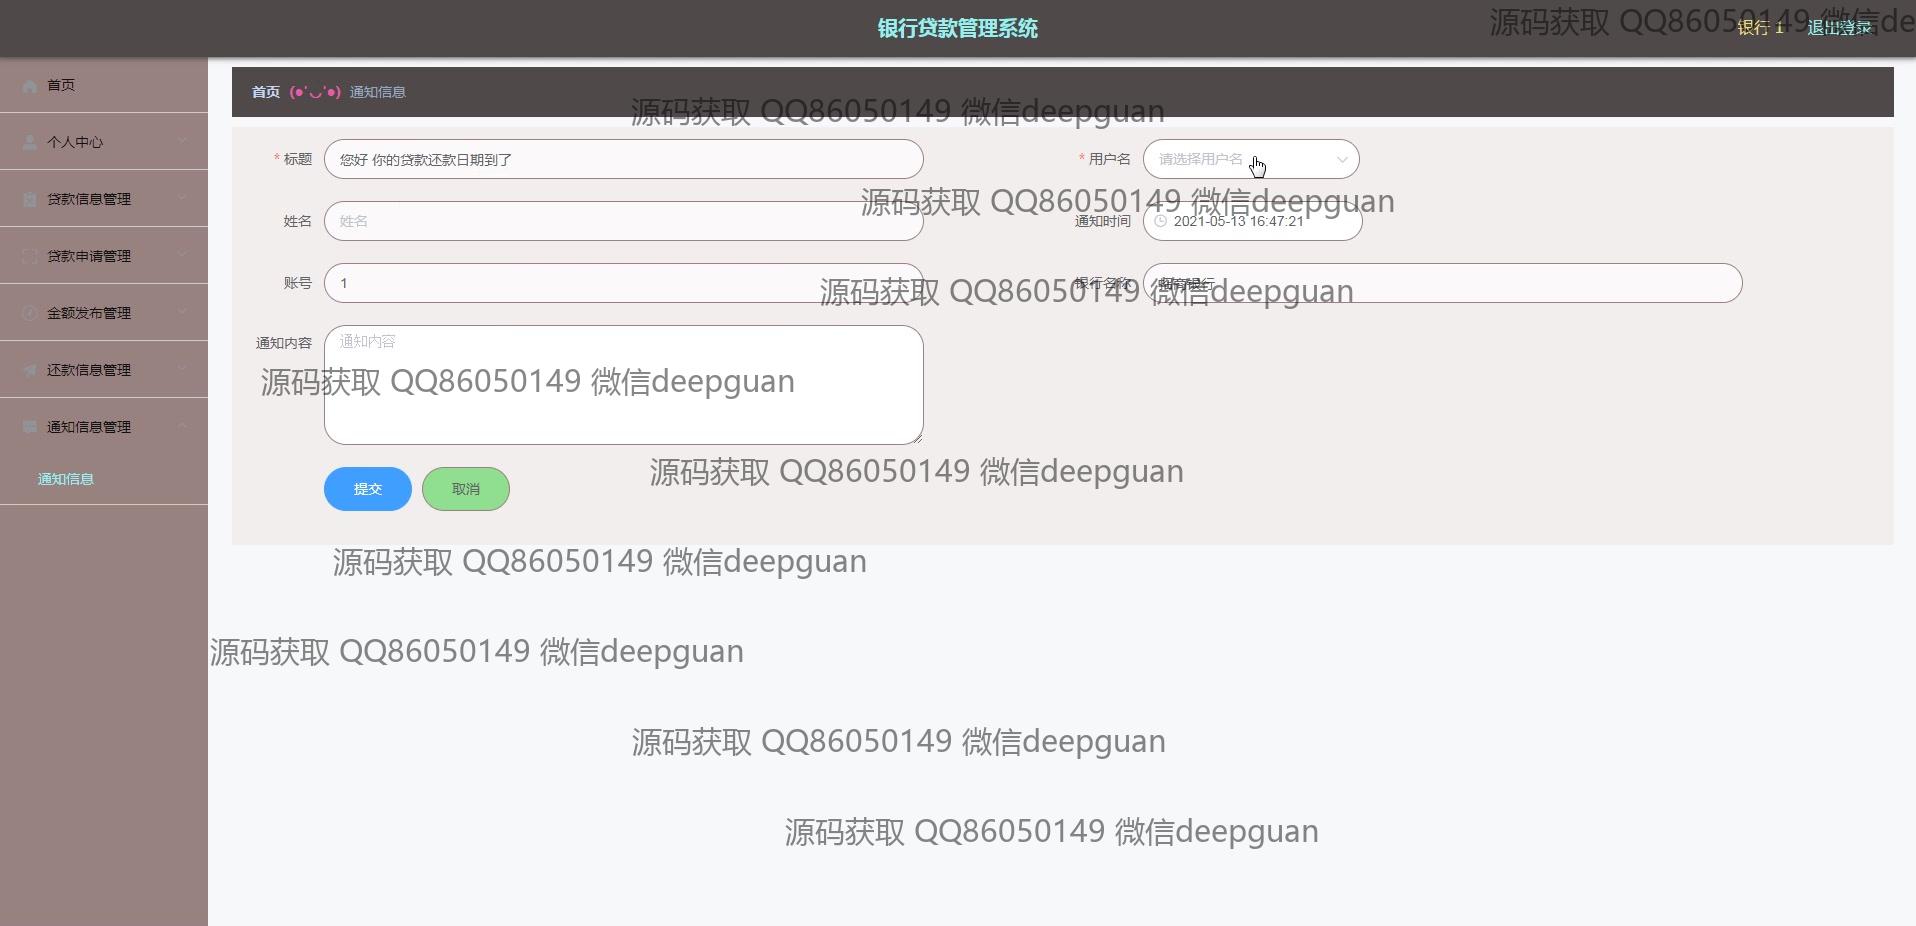 银行贷款管理系统
源码获取 QQ86050149 微信de
银行 1
退出登录
首页
个人中心
贷款信息管理
贷款申请管理
金额发布管理
还款信息管理
通知信息管理
通知信息
首页 (●'◡'●) 通知信息
源码获取 QQ86050149 微信deepguan
* 标题 您好 你的贷款还款日期到了
* 用户名 请选择用户名
源码获取 QQ86050149 微信deepguan
姓名 姓名
通知时间 2021-05-13 16:47:21
账号 1
银行名称
源码获取 QQ86050149 微信deepguan
通知内容 通知内容
源码获取 QQ86050149 微信deepguan
源码获取 QQ86050149 微信deepguan
提交 取消
源码获取 QQ86050149 微信deepguan
源码获取 QQ86050149 微信deepguan
源码获取 QQ86050149 微信deepguan
源码获取 QQ86050149 微信deepguan